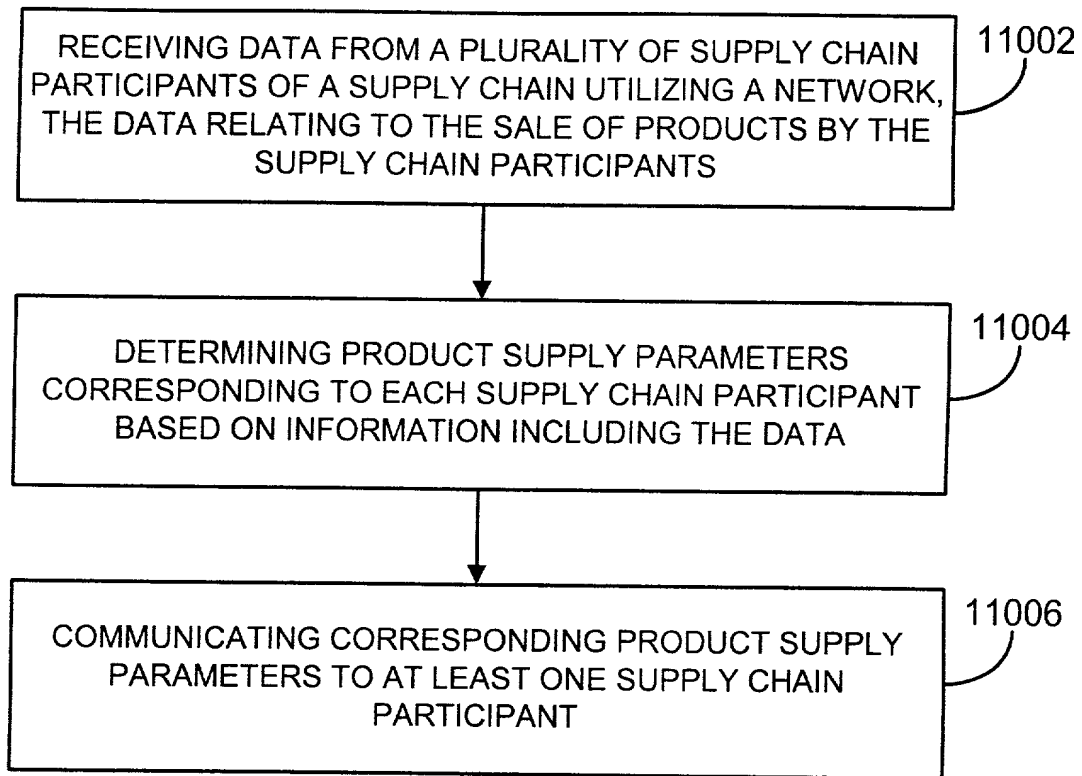 RECEIVING DATA FROM A PLURALITY OF SUPPLY CHAIN
PARTICIPANTS OF A SUPPLY CHAIN UTILIZING A NETWORK,
THE DATA RELATING TO THE SALE OF PRODUCTS BY THE
SUPPLY CHAIN PARTICIPANTS
11002
DETERMINING PRODUCT SUPPLY PARAMETERS
CORRESPONDING TO EACH SUPPLY CHAIN PARTICIPANT
BASED ON INFORMATION INCLUDING THE DATA
11004
COMMUNICATING CORRESPONDING PRODUCT SUPPLY
PARAMETERS TO AT LEAST ONE SUPPLY CHAIN
PARTICIPANT
11006